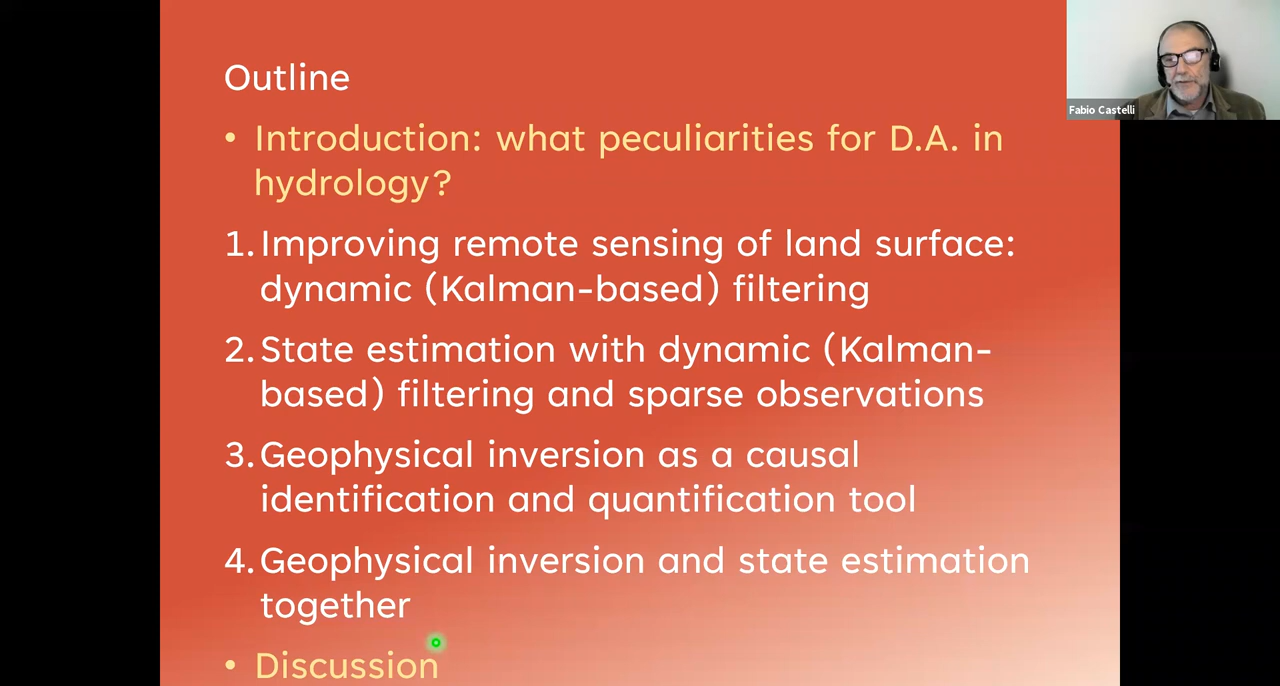 Outline
• Introduction: what peculiarities for D.A. in
hydrology?
1. Improving remote sensing of land surface:
dynamic (Kalman-based) filtering
2. State estimation with dynamic (Kalman-
based) filtering and sparse observations
3. Geophysical inversion as a causal
identification and quantification tool
4. Geophysical inversion and state estimation
together
• Discussion
Fabio Castelli